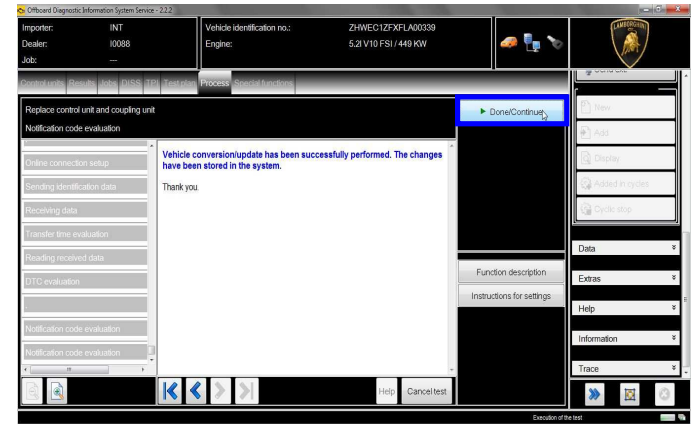 Offboard Diagnostic Information System Service - 2.2.2
Importer: INT
Dealer: I0088
Job: ---
Vehicle identification no.: ZHWEC1ZFXFLA00339
Engine: 5.2l V10 FSI / 449 KW
LAMBORGHINI
Control units Results Jobs DISS TPI Test plan Process Special functions
Replace control unit and coupling unit
Notification code evaluation
Done/Continue
Online connection setup
Sending identification data
Receiving data
Transfer time evaluation
Reading received data
DTC evaluation
Notification code evaluation
Notification code evaluation
Vehicle conversion/update has been successfully performed. The changes
have been stored in the system.
Thank you.
Function description
Instructions for settings
Help
Cancel test
New
Add
Display
Added in cycles
Cyclic stop
Data
Extras
Help
Information
Trace
Execution of the test